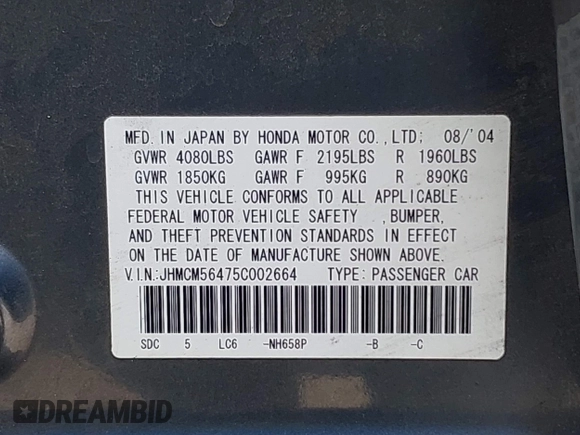 MFD. IN JAPAN BY HONDA MOTOR CO.,LTD; 08/'04
GVWR 4080LBS GAWR F 2195LBS R 1960LBS
GVWR 1850KG GAWR F 995KG R 890KG
THIS VEHICLE CONFORMS TO ALL APPLICABLE
FEDERAL MOTOR VEHICLE SAFETY ,BUMPER,
AND THEFT PREVENTION STANDARDS IN EFFECT
ON THE DATE OF MANUFACTURE SHOWN ABOVE.
V.I.N:JHMCM56475C002664 TYPE: PASSENGER CAR
SDC 5 LC6 -NH658P -B -C
DREAMBID